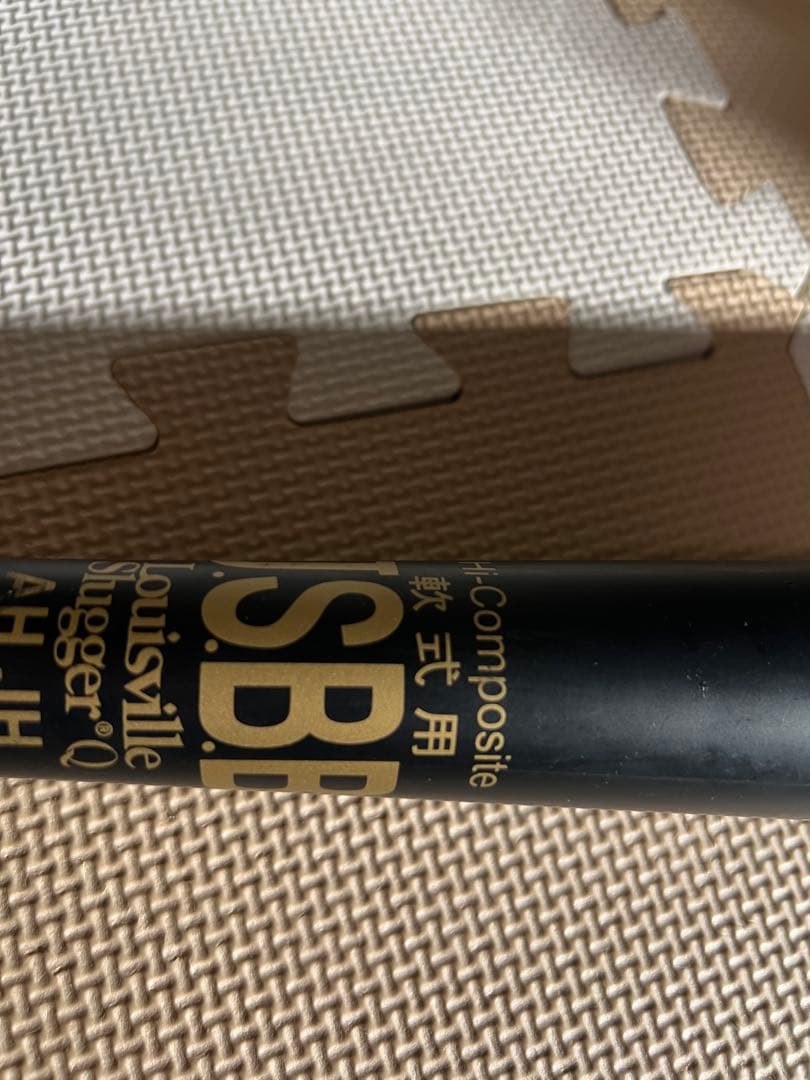 Hi-Composite
軟式用
J.S.B.B
Louisville
Slugger®